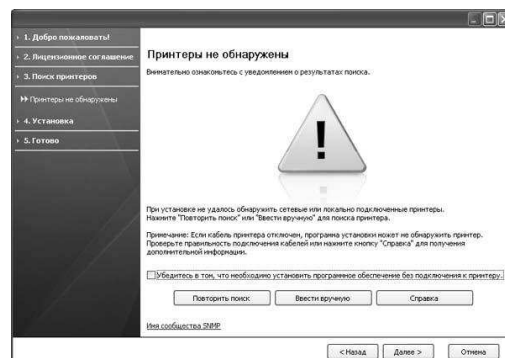 1. Добро пожаловать!
2. Лицензионное соглашение
3. Поиск принтеров
Принтеры не обнаружены
4. Установка
5. Готово
Принтеры не обнаружены
Внимательно ознакомьтесь с уведомлением о результатах поиска.
При установке не удалось обнаружить сетевые или локально подключенные принтеры.
Нажмите "Повторить поиск" или "Ввести вручную" для поиска принтера.
Примечание: Если кабель принтера отключен, программа установки может не обнаружить принтер.
Проверьте правильность подключения кабелей или нажмите кнопку "Справка" для получения
дополнительной информации.
Убедитесь в том, что необходимо установить программное обеспечение без подключения к принтеру.
Повторить поиск
Ввести вручную
Справка
Имя сообщества SNMP
< Назад
Далее >
Отмена